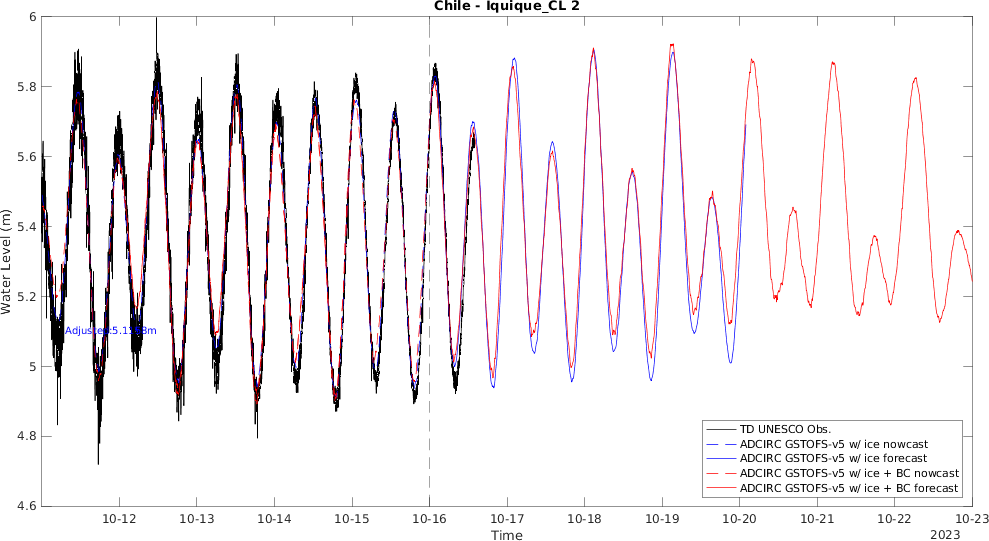 Chile - Iquique_CL 2
6
5.8
5.6
5.4
5.2
5
4.8
4.6
Water Level (m)
TD UNESCO Obs.
ADCIRC GSTOFS-v5 w/ ice nowcast
ADCIRC GSTOFS-v5 w/ ice forecast
ADCIRC GSTOFS-v5 w/ ice + BC nowcast
ADCIRC GSTOFS-v5 w/ ice + BC forecast
10-12 10-13 10-14 10-15 10-16 10-17 10-18 10-19 10-20 10-21 10-22 10-23
Time
2023